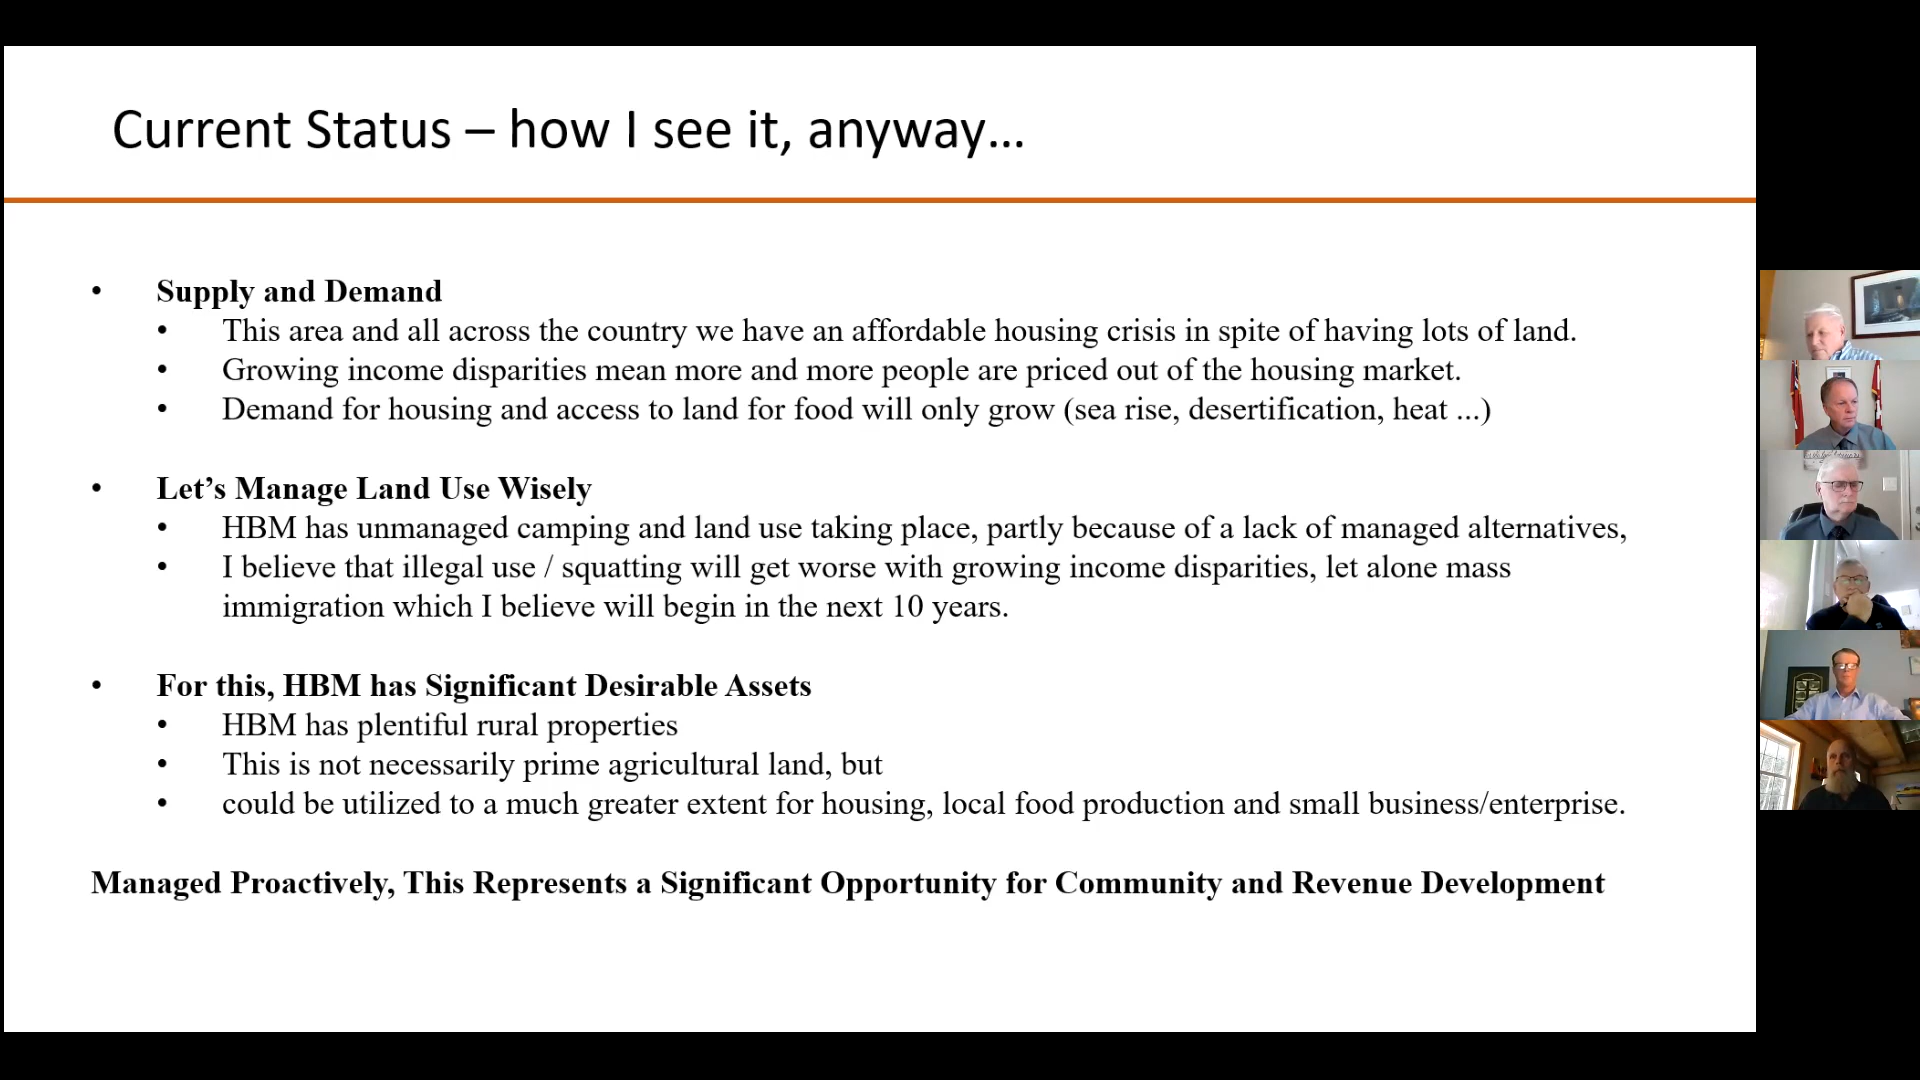 Current Status – how I see it, anyway…
• Supply and Demand
• This area and all across the country we have an affordable housing crisis in spite of having lots of land.
• Growing income disparities mean more and more people are priced out of the housing market.
• Demand for housing and access to land for food will only grow (sea rise, desertification, heat ...)
• Let’s Manage Land Use Wisely
• HBM has unmanaged camping and land use taking place, partly because of a lack of managed alternatives,
• I believe that illegal use / squatting will get worse with growing income disparities, let alone mass
immigration which I believe will begin in the next 10 years.
• For this, HBM has Significant Desirable Assets
• HBM has plentiful rural properties
• This is not necessarily prime agricultural land, but
• could be utilized to a much greater extent for housing, local food production and small business/enterprise.
Managed Proactively, This Represents a Significant Opportunity for Community and Revenue Development